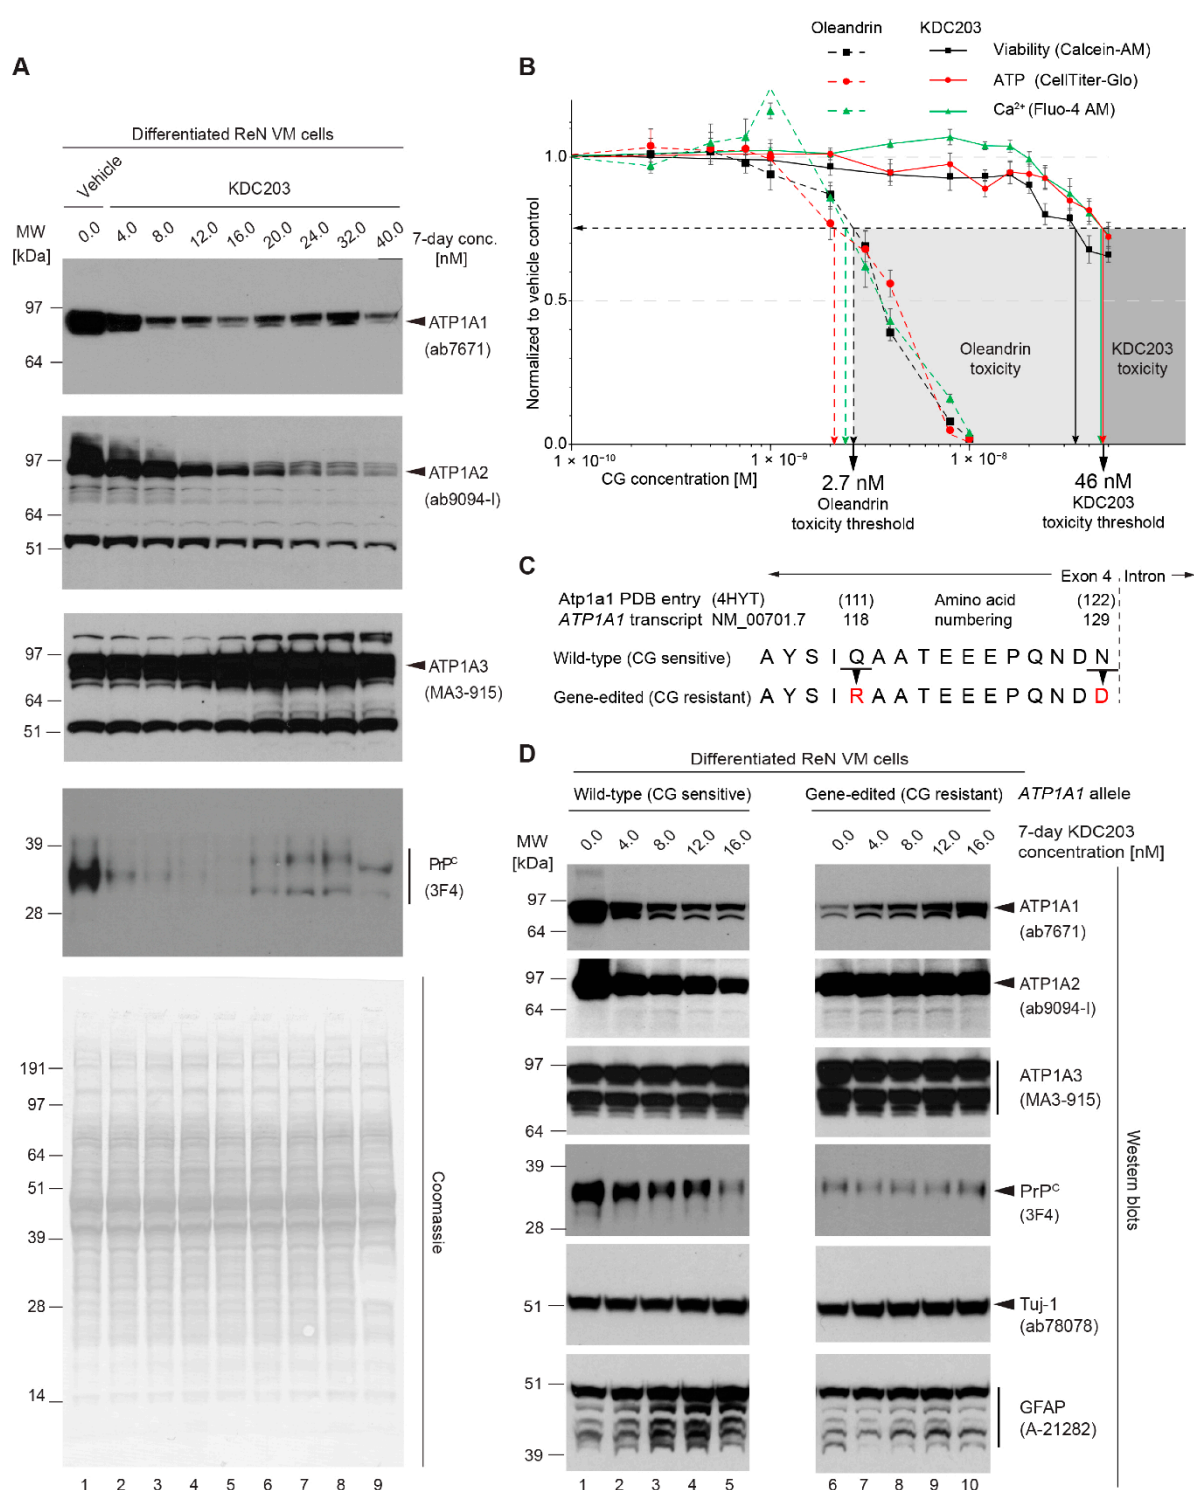 A
Differentiated ReN VM cells
Vehicle
KDC203
MW
[kDa]
0.0 4.0 8.0 12.0 16.0 20.0 24.0 32.0 40.0
7-day conc.
[nM]
97
64
ATP1A1
(ab7671)
97
64
51
ATP1A2
(ab9094-I)
97
64
51
ATP1A3
(MA3-915)
39
28
PrPᶜ
(3F4)
191
97
64
51
39
28
14
Coomassie
1 2 3 4 5 6 7 8 9
B
Oleandrin KDC203
Viability (Calcein-AM)
ATP (CellTiter-Glo)
Ca²⁺ (Fluo-4 AM)
Normalized to vehicle control
1.0
0.5
0.0
Oleandrin
toxicity
KDC203
toxicity
1 × 10⁻¹⁰ 1 × 10⁻⁹ 1 × 10⁻⁸
CG concentration [M]
2.7 nM
Oleandrin
toxicity threshold
46 nM
KDC203
toxicity threshold
C
Exon 4 Intron
Atp1a1 PDB entry (4HYT) (111) Amino acid (122)
ATP1A1 transcript NM_00701.7 118 numbering 129
Wild-type (CG sensitive) A Y S I Q A A T E E E P Q N D N
Gene-edited (CG resistant) A Y S I R A A T E E E P Q N D D
D
Differentiated ReN VM cells
Wild-type (CG sensitive) Gene-edited (CG resistant) ATP1A1 allele
MW
[kDa]
0.0 4.0 8.0 12.0 16.0 0.0 4.0 8.0 12.0 16.0
7-day KDC203
concentration [nM]
97
64
ATP1A1
(ab7671)
97
64
ATP1A2
(ab9094-I)
97
64
ATP1A3
(MA3-915)
39
28
PrPᶜ
(3F4)
51
Tuj-1
(ab78078)
51
39
GFAP
(A-21282)
Western blots
1 2 3 4 5 6 7 8 9 10